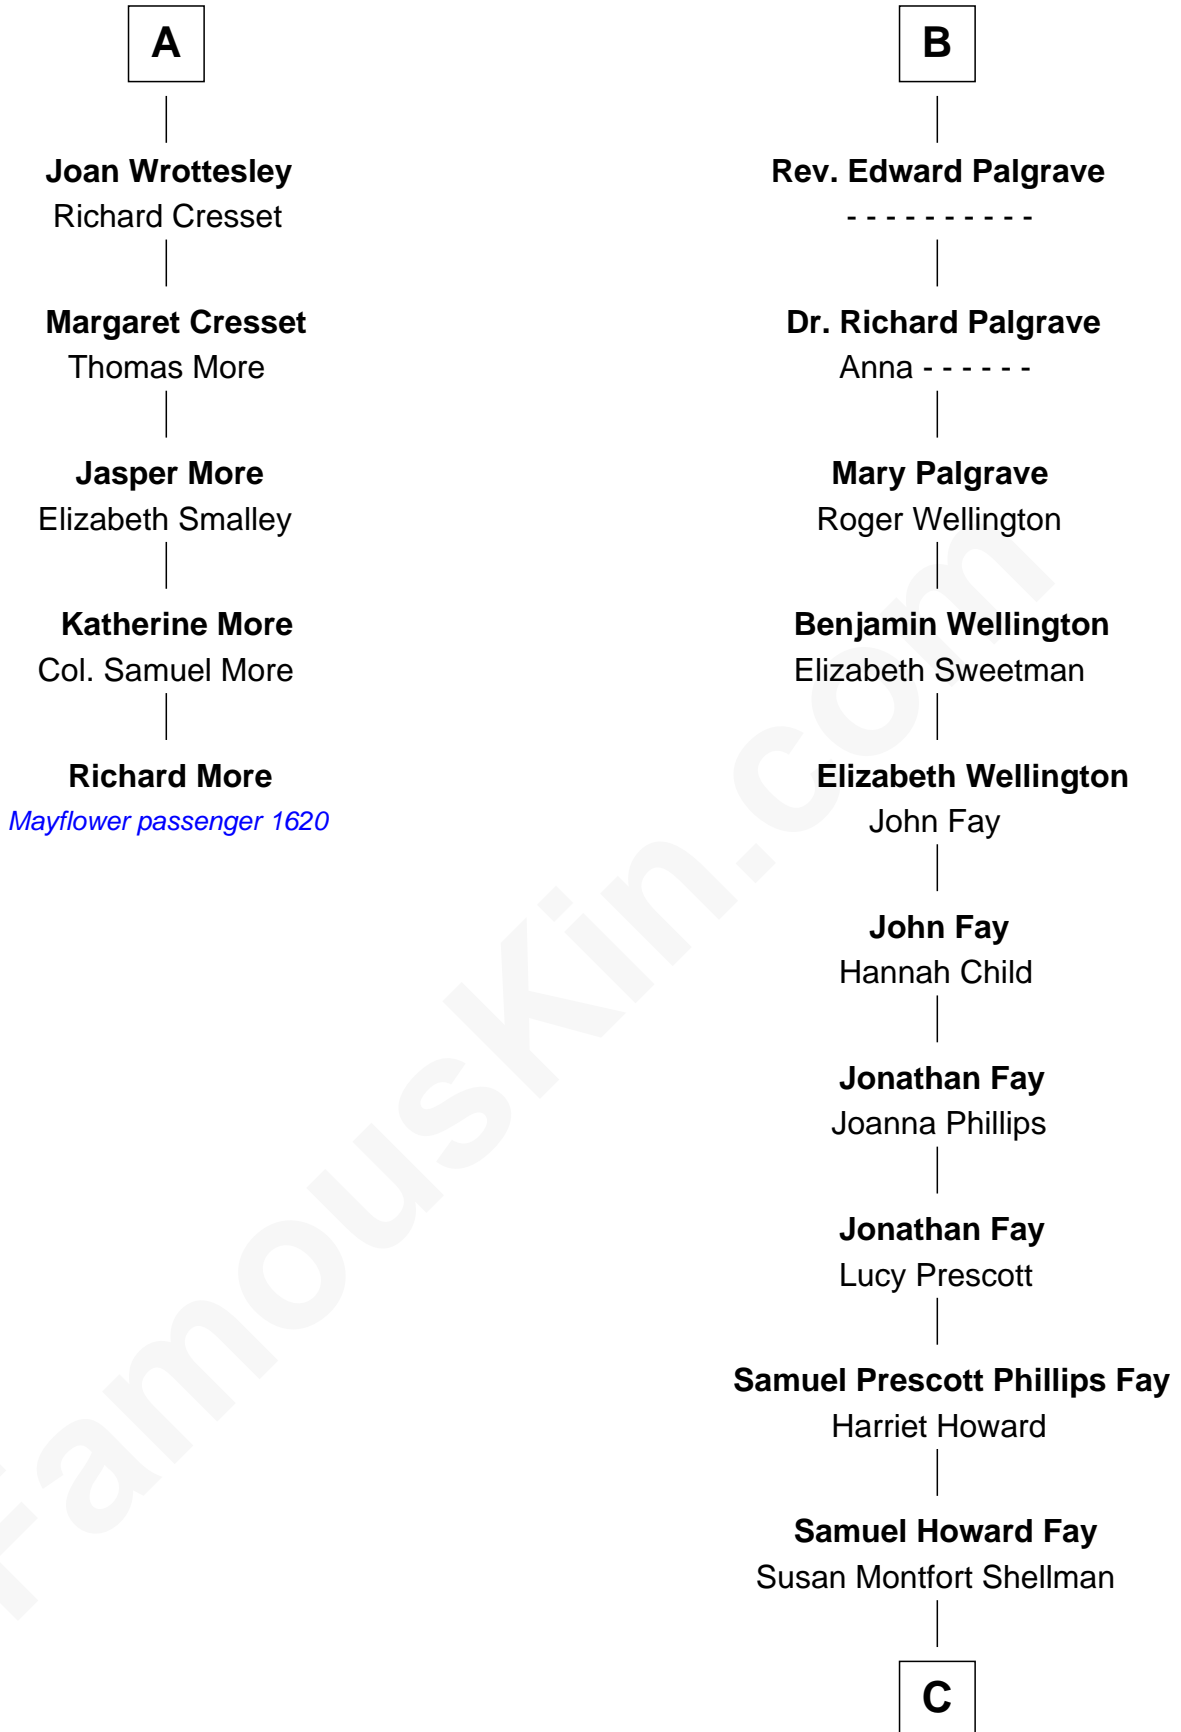 A
Joan Wrottesley
Richard Cresset
Margaret Cresset
Thomas More
Jasper More
Elizabeth Smalley
Katherine More
Col. Samuel More
Richard More
Mayflower passenger 1620
B
Rev. Edward Palgrave
- - - - - - - - - -
Dr. Richard Palgrave
Anna - - - - - -
Mary Palgrave
Roger Wellington
Benjamin Wellington
Elizabeth Sweetman
Elizabeth Wellington
John Fay
John Fay
Hannah Child
Jonathan Fay
Joanna Phillips
Jonathan Fay
Lucy Prescott
Samuel Prescott Phillips Fay
Harriet Howard
Samuel Howard Fay
Susan Montfort Shellman
C
FamousKin.com